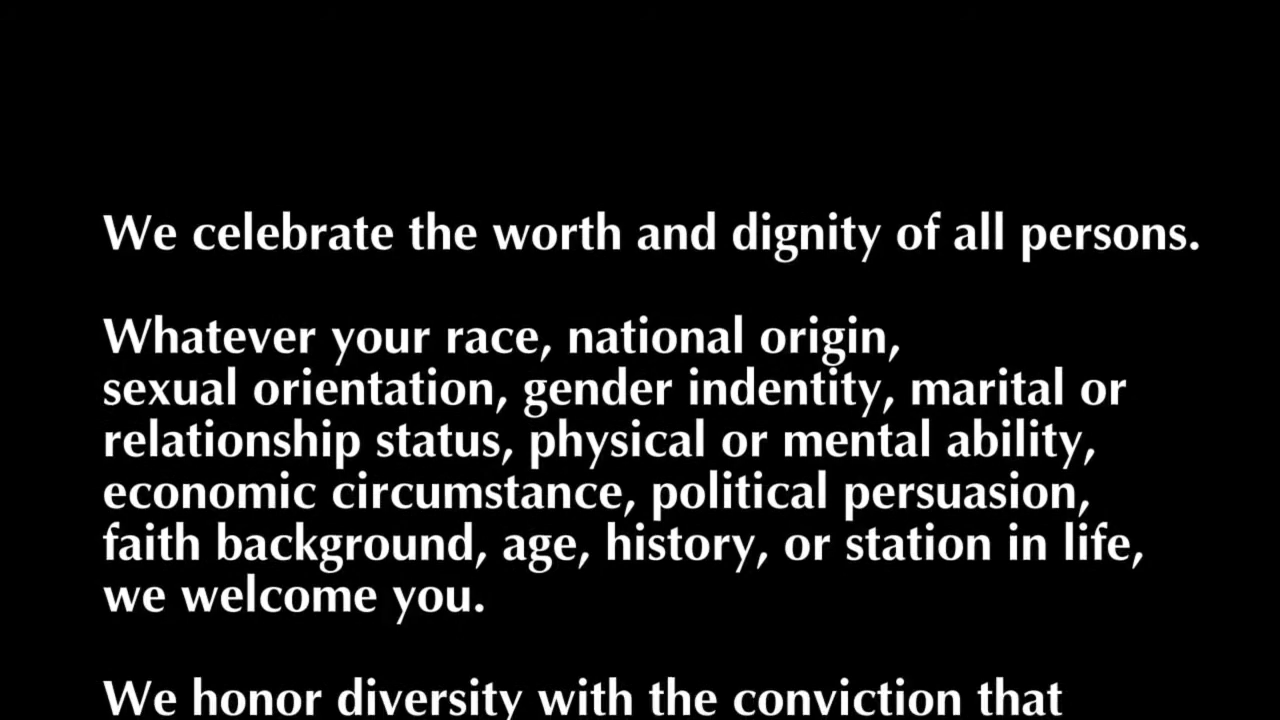 We celebrate the worth and dignity of all persons.
Whatever your race, national origin,
sexual orientation, gender indentity, marital or
relationship status, physical or mental ability,
economic circumstance, political persuasion,
faith background, age, history, or station in life,
we welcome you.
We honor diversity with the conviction that